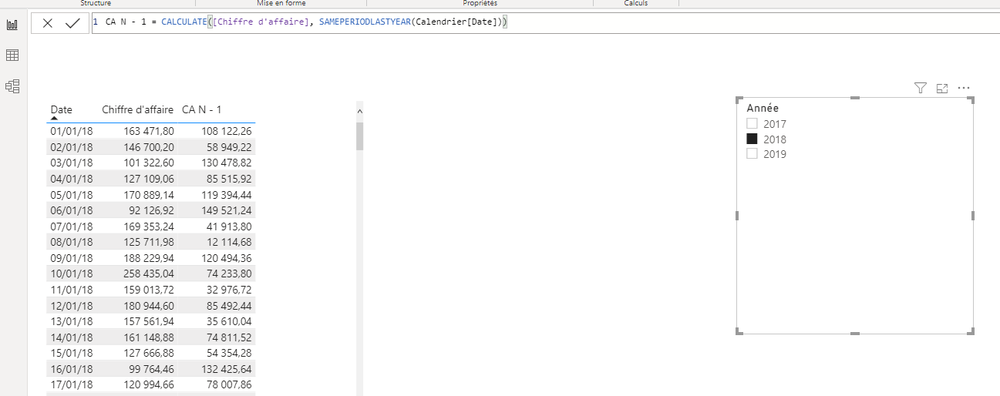 Structure Mise en forme Propriétés Calculs
1 CA N - 1 = CALCULATE([Chiffre d'affaire], SAMEPERIODLASTYEAR(Calendrier[Date]))
Date Chiffre d'affaire CA N - 1
01/01/18 163 471,80 108 122,26
02/01/18 146 700,20 58 949,22
03/01/18 101 322,60 130 478,82
04/01/18 127 109,06 85 515,92
05/01/18 170 889,14 119 394,44
06/01/18 92 126,92 149 521,24
07/01/18 169 353,24 41 913,80
08/01/18 125 711,98 12 114,68
09/01/18 188 229,94 120 494,36
10/01/18 258 435,04 74 233,80
11/01/18 159 013,72 32 976,72
12/01/18 180 944,60 85 492,44
13/01/18 157 561,94 35 610,04
14/01/18 161 148,88 74 811,52
15/01/18 127 666,88 54 354,28
16/01/18 99 764,46 132 425,64
17/01/18 120 994,66 78 007,86
Année
2017
2018
2019